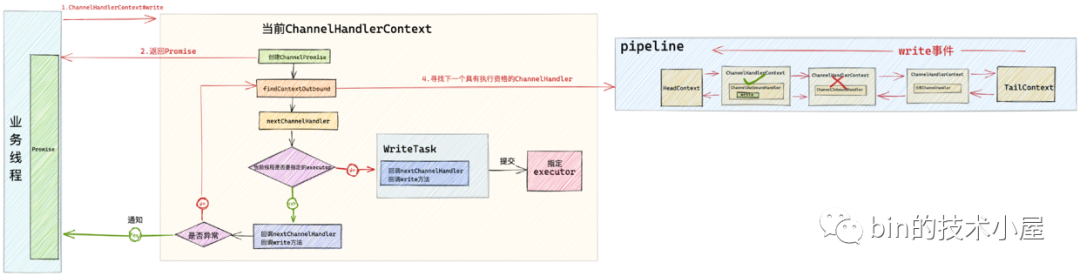 1.ChannelHandlerContext#write
当前ChannelHandlerContext
2.返回Promise
创建ChannelPromise
findContextOutbound
nextChannelHandler
当前线程是否是指定的executor
no
yes
WriteTask
回调nextChannelHandler
回调write方法
提交
指定
executor
回调nextChannelHandler
回调write方法
是否异常
通知
业务线程
Promise
4.寻找下一个具有执行资格的ChannelHandler
pipeline
write事件
HeadContext
ChannelHandlerContext
ChannelOutboundHandler
write
ChannelHandlerContext
ChannelInboundHandler
ChannelHandlerContext
TailContext
bin的技术小屋